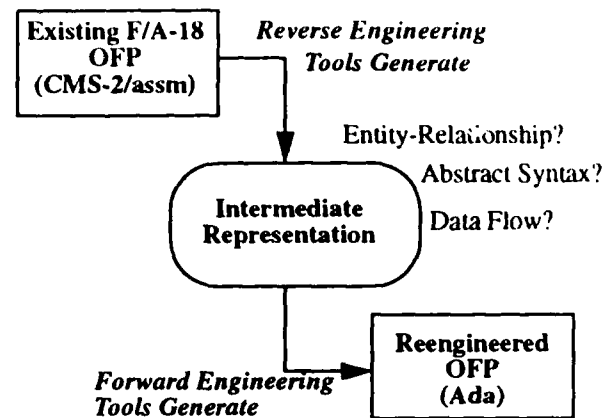 Existing F/A-18
OFP
(CMS-2/assm)
Reverse Engineering
Tools Generate
Entity-Relationship?
Abstract Syntax?
Data Flow?
Intermediate
Representation
Forward Engineering
Tools Generate
Reengineered
OFP
(Ada)